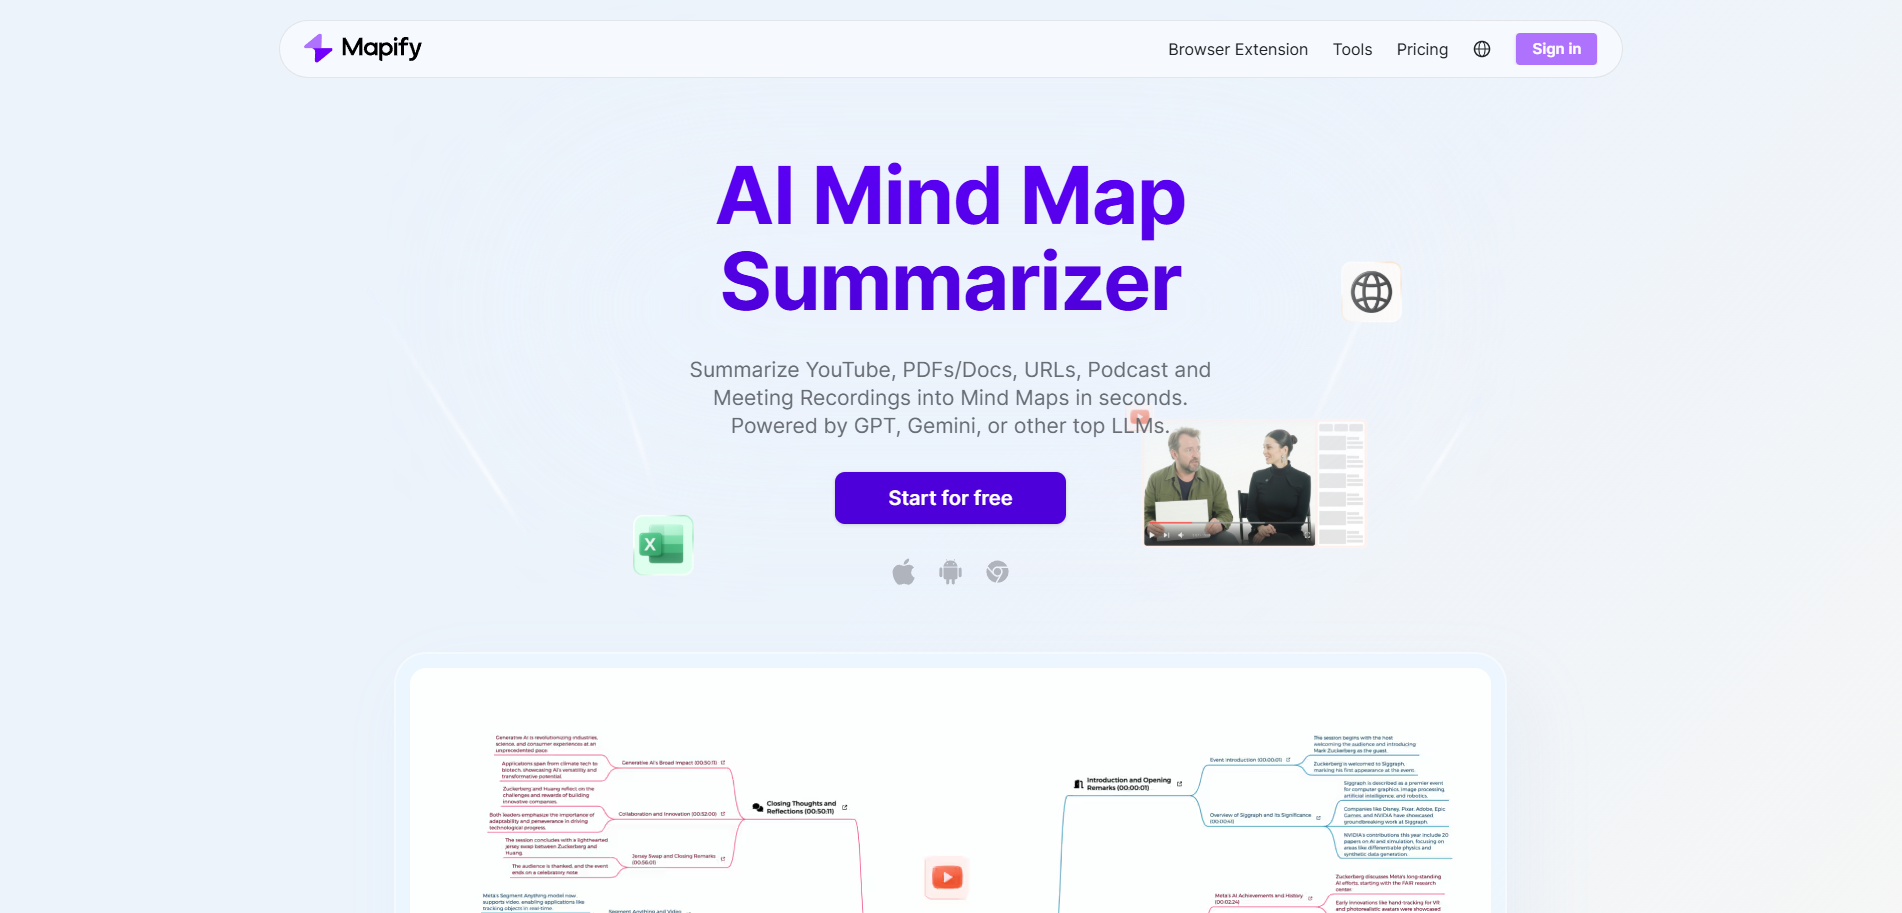 Mapify
Browser Extension
Tools
Pricing
Sign in
AI Mind Map
Summarizer
Summarize YouTube, PDFs/Docs, URLs, Podcast and
Meeting Recordings into Mind Maps in seconds.
Powered by GPT, Gemini, or other top LLMs.
Start for free
X
Generative AI is revolutionizing industries,
science, and consumer experiences at an
unprecedented pace.
Applications span from climate tech to
biotech, showcasing AI's versatility and
transformative potential.
Generative AI's Broad Impact (00:50:11)
Zuckerberg and Huang reflect on the
challenges and rewards of building
innovative companies.
Both leaders emphasize the importance of
adaptability and perseverance in driving
technological progress.
Collaboration and Innovation (00:52:00)
The session concludes with a lighthearted
jersey swap between Zuckerberg and
Huang.
The audience is thanked, and the event
ends on a celebratory note.
Jersey Swap and Closing Remarks
(00:56:01)
Closing Thoughts and
Reflections (00:50:11)
Meta's Segment Anything model now
supports video, enabling applications like
tracking objects in real-time.
Segment Anything and Video
Introduction and Opening
Remarks (00:00:01)
Event Introduction (00:00:01)
The session begins with the host
welcoming the audience and introducing
Mark Zuckerberg as the guest.
Zuckerberg is welcomed to Siggraph,
marking his first appearance at the event.
Overview of Siggraph and Its Significance
(00:00:41)
Siggraph is described as a premier event
for computer graphics, image processing,
artificial intelligence, and robotics.
Companies like Disney, Pixar, Adobe, Epic
Games, and NVIDIA have showcased
groundbreaking work at Siggraph.
NVIDIA's contributions this year include 20
papers on AI and simulation, focusing on
areas like differentiable physics and
synthetic data generation.
Meta's AI Achievements and History
(00:02:24)
Zuckerberg discusses Meta's long-standing
AI efforts, starting with the FAIR research
center.
Early innovations like hand-tracking for VR
and photorealistic avatars were showcased